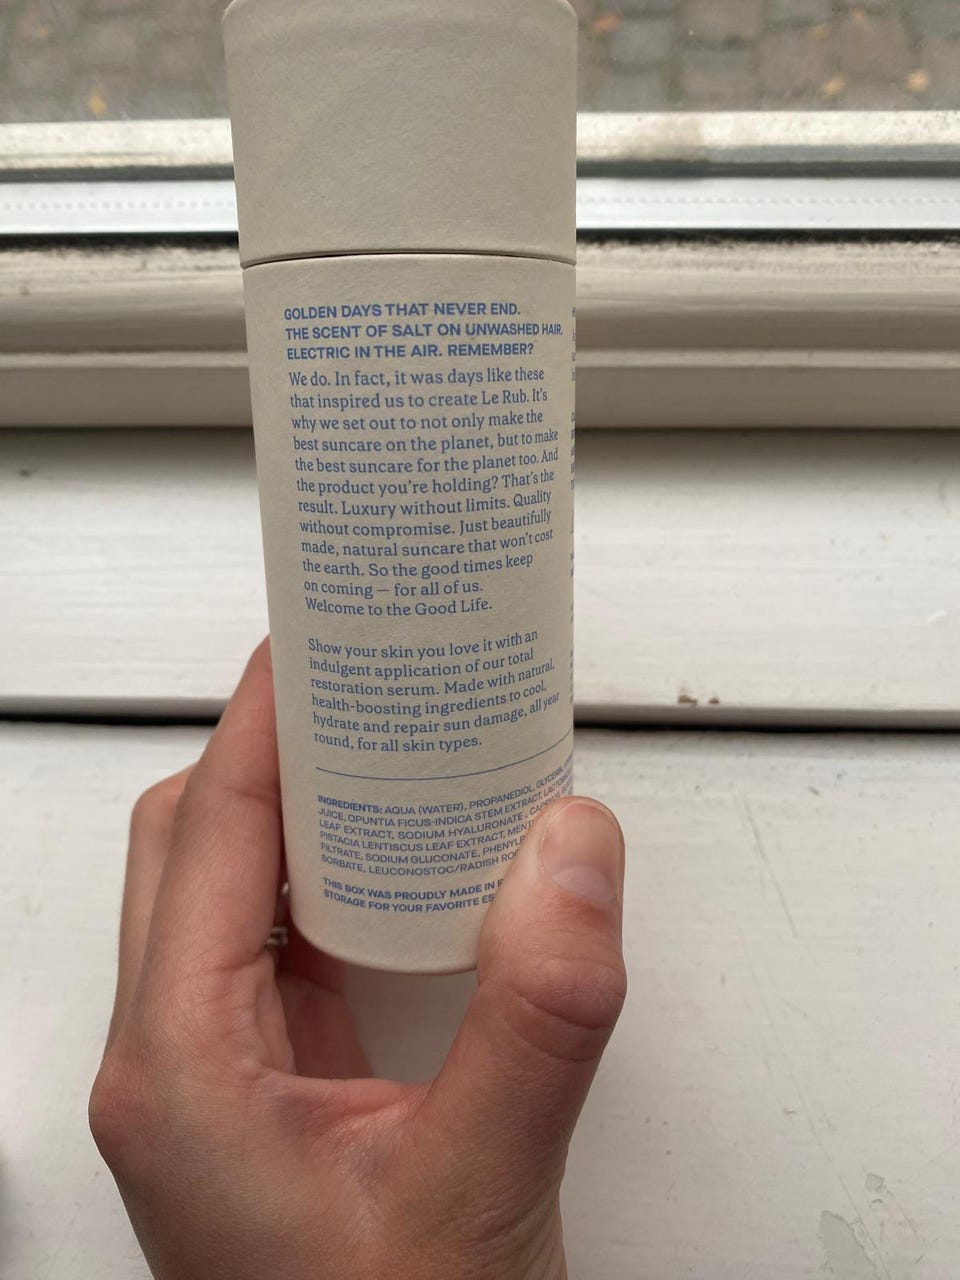 GOLDEN DAYS THAT NEVER END.
THE SCENT OF SALT ON UNWASHED HAIR.
ELECTRIC IN THE AIR. REMEMBER?
We do. In fact, it was days like these
that inspired us to create Le Rub. It's
why we set out to not only make the
best suncare on the planet, but to make
the best suncare for the planet too. And
the product you're holding? That's the
result. Luxury without limits. Quality
without compromise. Just beautifully
made, natural suncare that won't cost
the earth. So the good times keep
on coming — for all of us.
Welcome to the Good Life.
Show your skin you love it with an
indulgent application of our total
restoration serum. Made with natural,
health-boosting ingredients to cool,
hydrate and repair sun damage, all year
round, for all skin types.
INGREDIENTS: AQUA (WATER), PROPANEDIOL, GLYCERIN,
JUICE, OPUNTIA FICUS-INDICA STEM EXTRACT,
LEAF EXTRACT, SODIUM HYALURONATE,
PISTACIA LENTISCUS LEAF EXTRACT,
FILTRATE, SODIUM GLUCONATE,
SORBATE, LEUCONOSTOC/RADISH
THIS BOX WAS PROUDLY MADE IN
STORAGE FOR YOUR FAVORITE